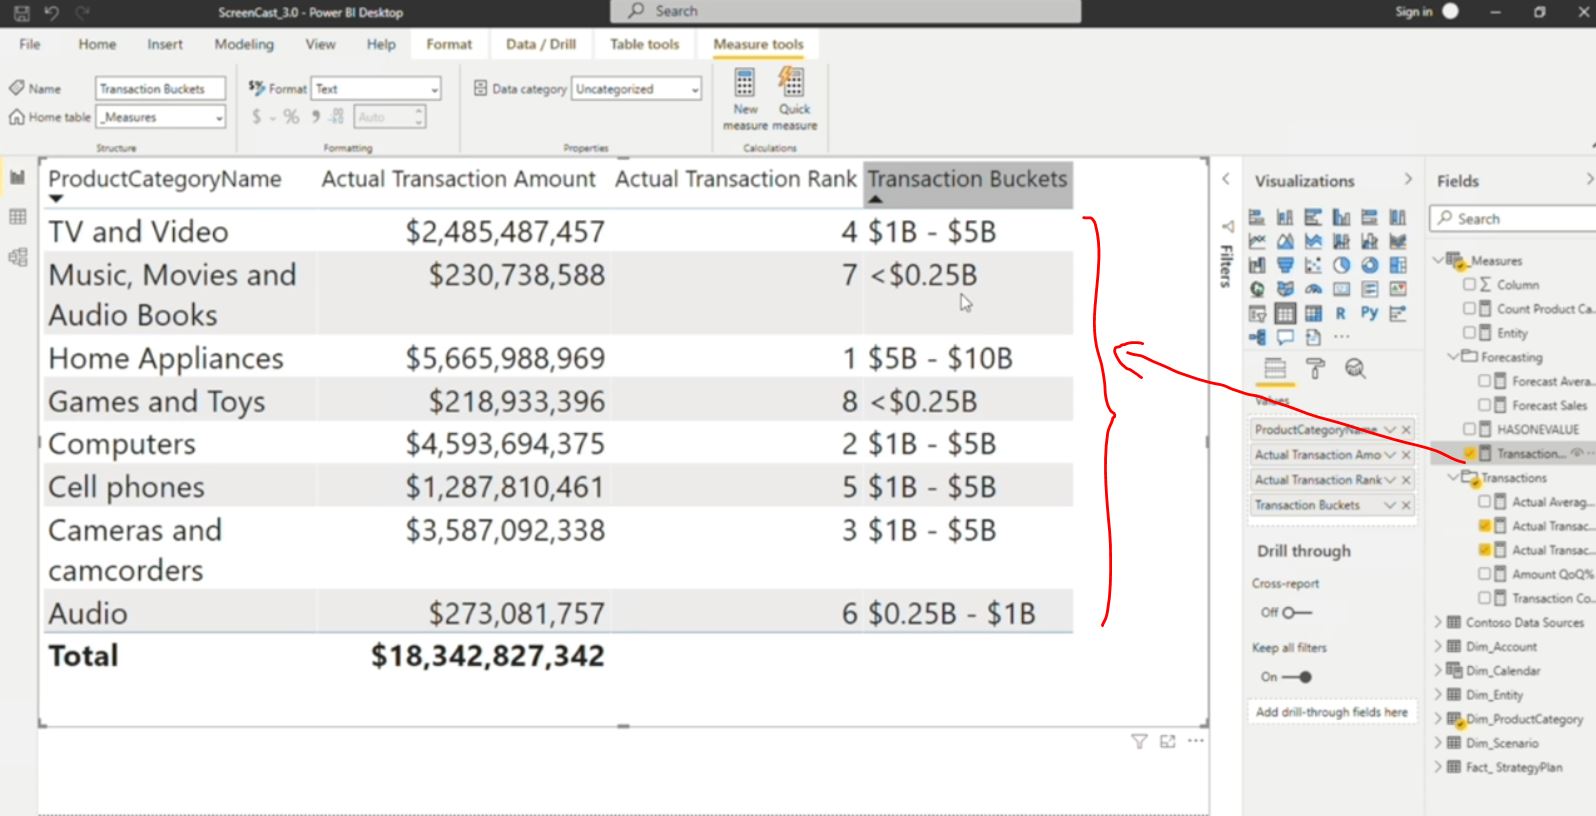 ScreenCast_3.0 - Power BI Desktop
Search
Sign in
File Home Insert Modeling View Help Format Data / Drill Table tools Measure tools
Name Transaction Buckets
Home table _Measures
Structure
Format Text
$ % Auto
Formatting
Data category Uncategorized
Properties
New measure
Quick measure
Calculations
ProductCategoryName Actual Transaction Amount Actual Transaction Rank Transaction Buckets
TV and Video $2,485,487,457 4 $1B - $5B
Music, Movies and $230,738,588 7 <$0.25B
Audio Books
Home Appliances $5,665,988,969 1 $5B - $10B
Games and Toys $218,933,396 8 <$0.25B
Computers $4,593,694,375 2 $1B - $5B
Cell phones $1,287,810,461 5 $1B - $5B
Cameras and $3,587,092,338 3 $1B - $5B
camcorders
Audio $273,081,757 6 $0.25B - $1B
Total $18,342,827,342
Filters
Visualizations
R Py
Values
ProductCategoryName
Actual Transaction Amo
Actual Transaction Rank
Transaction Buckets
Drill through
Cross-report
Off
Keep all filters
On
Add drill-through fields here
Fields
Search
_Measures
Column
Count Product Ca...
Entity
Forecasting
Forecast Avera...
Forecast Sales
HASONEVALUE
Transaction...
Transactions
Actual Averag...
Actual Transac...
Actual Transac...
Amount QoQ%
Transaction Co...
Contoso Data Sources
Dim_Account
Dim_Calendar
Dim_Entity
Dim_ProductCategory
Dim_Scenario
Fact_ StrategyPlan